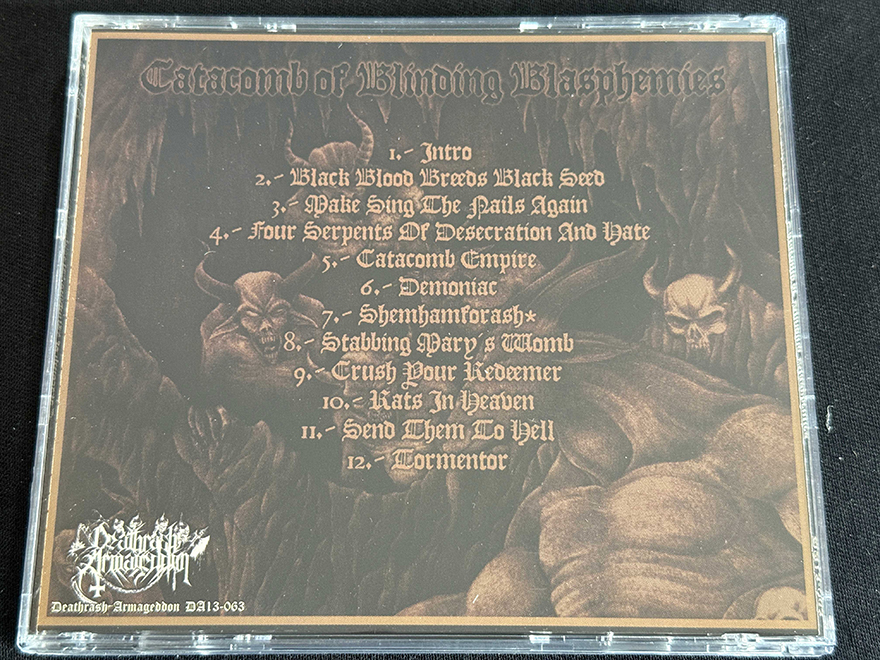 Catacomb of Blinding Blasphemies
1.- Intro
2.- Black Blood Breeds Black Seed
3.- Make Sing The Nails Again
4.- Four Serpents Of Desecration And Hate
5.- Catacomb Empire
6.- Demoniac
7.- Shemhamforash*
8.- Stabbing Mary´s Womb
9.- Crush Your Redeemer
10.- Rats In Heaven
11.- Send Them To Hell
12.- Tormentor
Deathrash
Armageddon
Deathrash Armageddon DA13-063